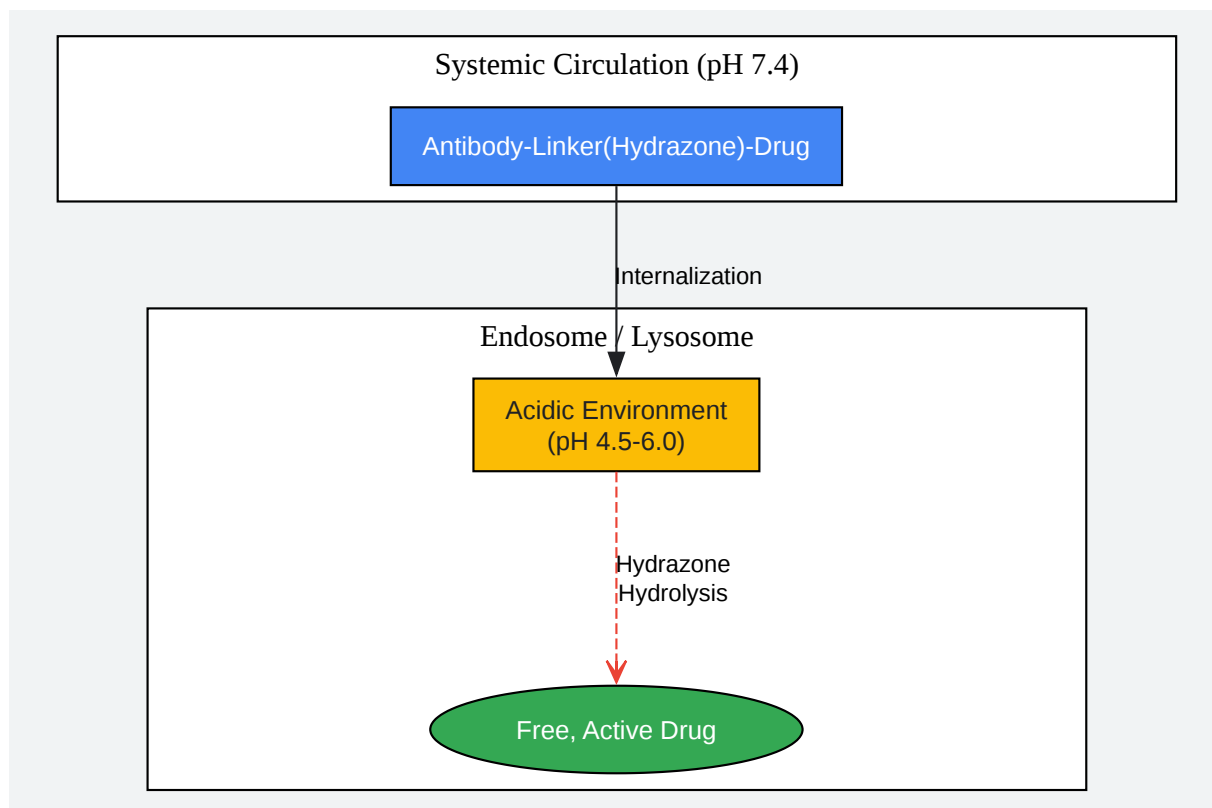 Systemic Circulation (pH 7.4)
Antibody-Linker(Hydrazone)-Drug
Internalization
Endosome / Lysosome
Acidic Environment
(pH 4.5-6.0)
Hydrazone
Hydrolysis
Free, Active Drug